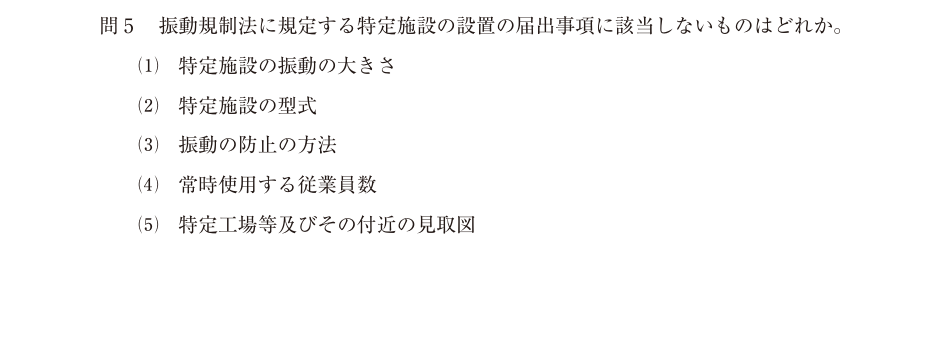 問5 振動規制法に規定する特定施設の設置の届出事項に該当しないものはどれか。
⑴ 特定施設の振動の大きさ
⑵ 特定施設の型式
⑶ 振動の防止の方法
⑷ 常時使用する従業員数
⑸ 特定工場等及びその付近の見取図